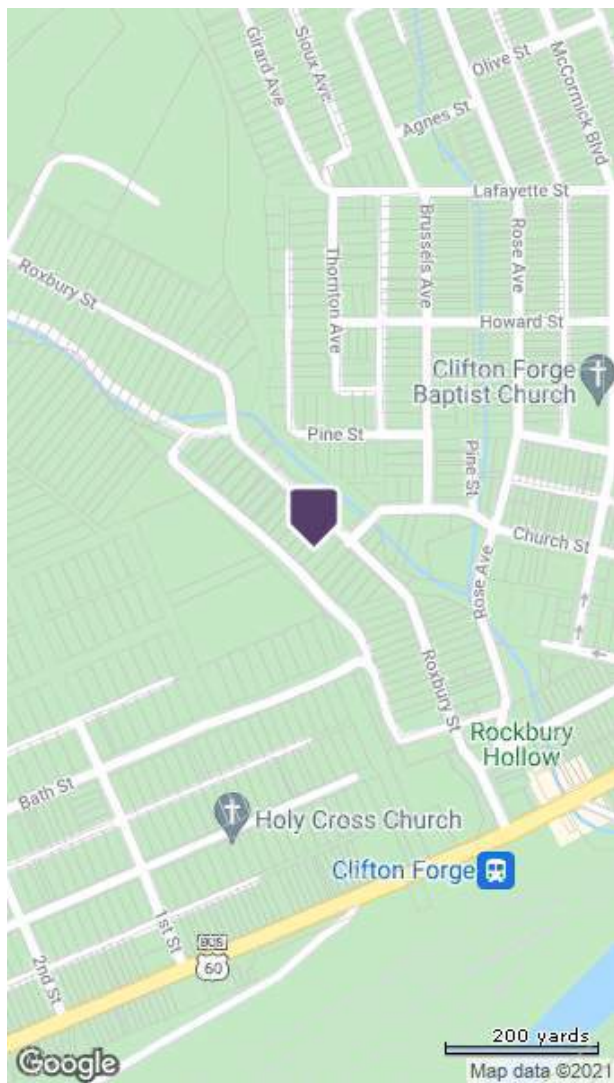 Girard Ave
Sioux Ave
Olive St
McCormick Blvd
Agnes St
Lafayette St
Brussels Ave
Rose Ave
Roxbury St
Thornton Ave
Howard St
Clifton Forge
Baptist Church
Pine St
Pine St
Church St
Rose Ave
Roxbury St
Rockbury
Hollow
Bath St
Holy Cross Church
Clifton Forge
1st St
BUS
60
2nd St
200 yards
Google
Map data ©2021